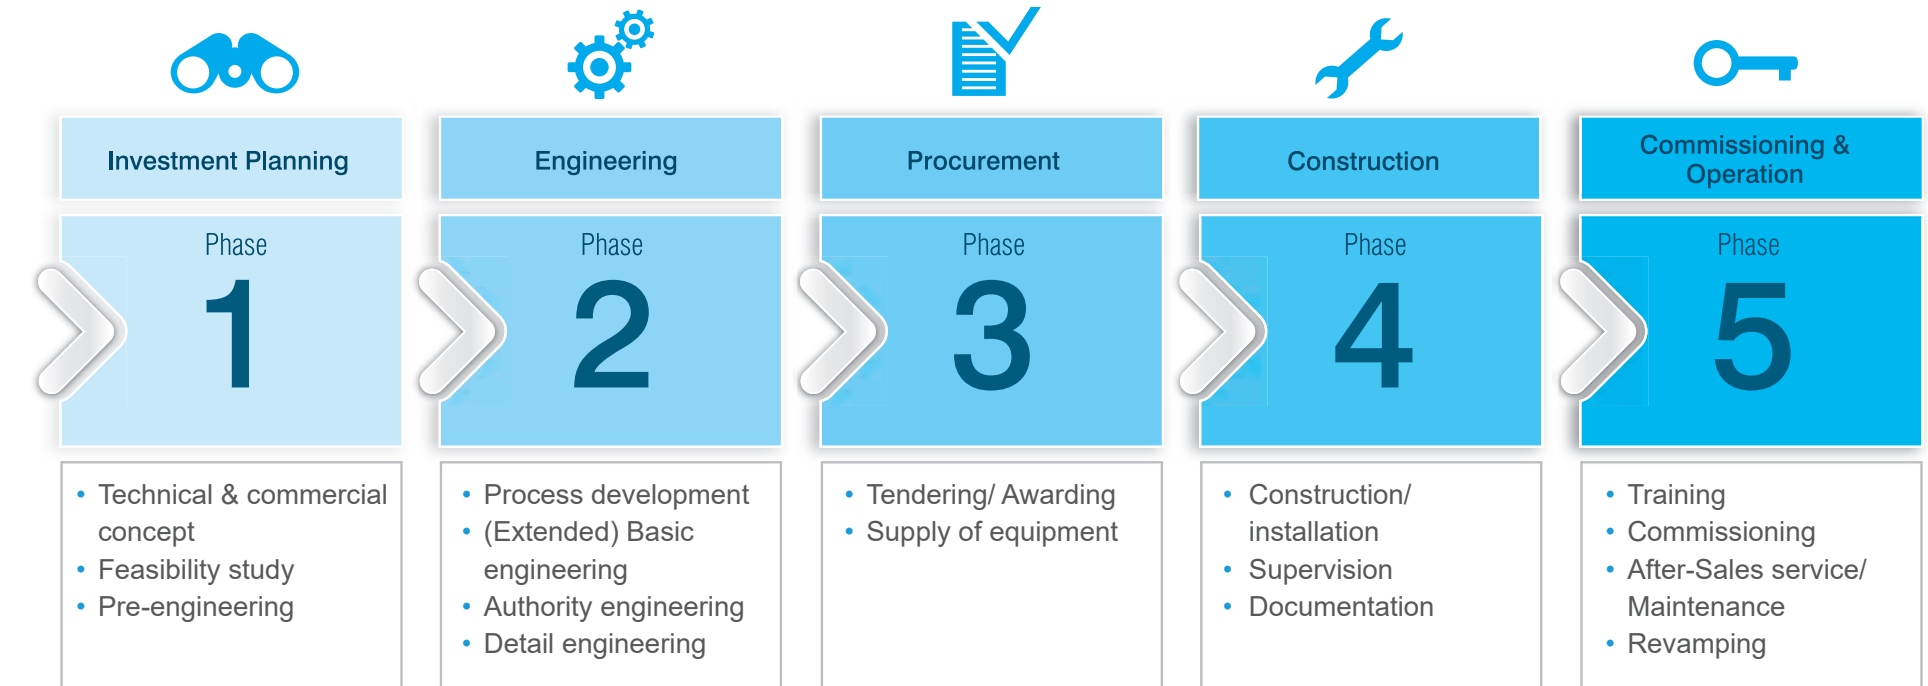 Investment Planning
Phase
1
• Technical & commercial
concept
• Feasibility study
• Pre-engineering
Engineering
Phase
2
• Process development
• (Extended) Basic
engineering
• Authority engineering
• Detail engineering
Procurement
Phase
3
• Tendering/ Awarding
• Supply of equipment
Construction
Phase
4
• Construction/
installation
• Supervision
• Documentation
Commissioning &
Operation
Phase
5
• Training
• Commissioning
• After-Sales service/
Maintenance
• Revamping